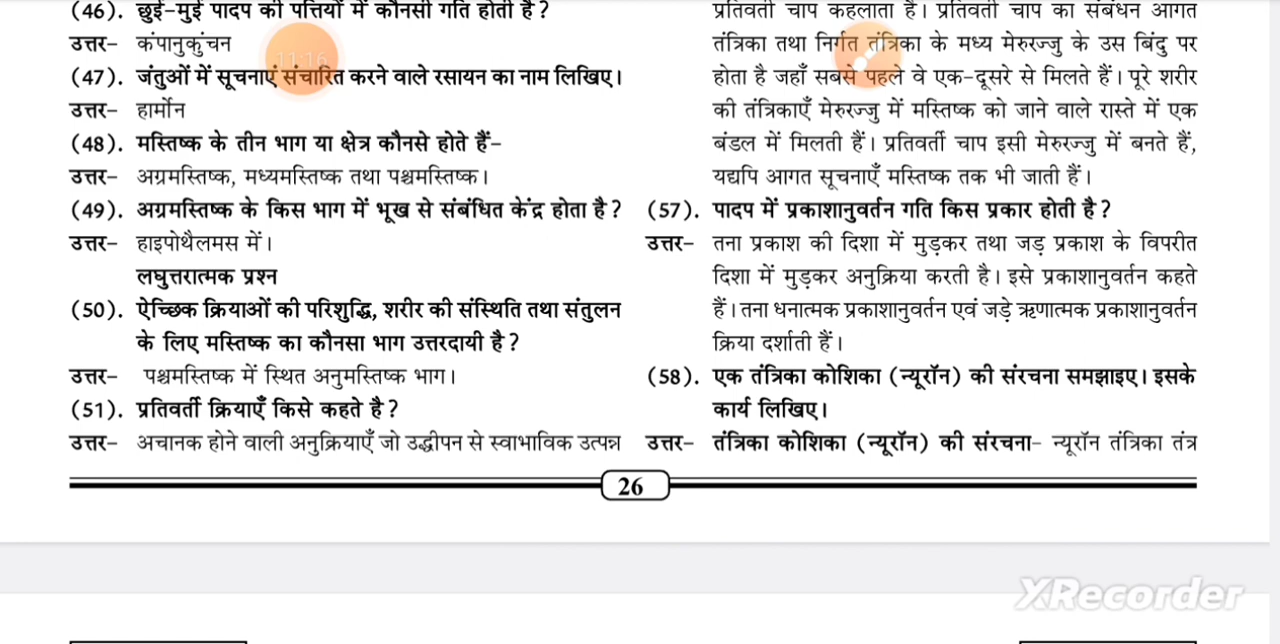 (46). छुई-मुई पादप की पत्तियों में कौनसी गति होती है?
उत्तर- कंपानुकुंचन
(47). जंतुओं में सूचनाएं संचारित करने वाले रसायन का नाम लिखिए।
उत्तर- हार्मोन
(48). मस्तिष्क के तीन भाग या क्षेत्र कौनसे होते हैं-
उत्तर- अग्रमस्तिष्क, मध्यमस्तिष्क तथा पश्चमस्तिष्क।
(49). अग्रमस्तिष्क के किस भाग में भूख से संबंधित केंद्र होता है?
उत्तर- हाइपोथैलमस में।
लघुत्तरात्मक प्रश्न
(50). ऐच्छिक क्रियाओं की परिशुद्धि, शरीर की संस्थिति तथा संतुलन
के लिए मस्तिष्क का कौनसा भाग उत्तरदायी है?
उत्तर- पश्चमस्तिष्क में स्थित अनुमस्तिष्क भाग।
(51). प्रतिवर्ती क्रियाएँ किसे कहते है?
उत्तर- अचानक होने वाली अनुक्रियाएँ जो उद्धीपन से स्वाभाविक उत्पन्न
प्रतिवर्ती चाप कहलाता है। प्रतिवर्ती चाप का संबंधन आगत
तंत्रिका तथा निर्गत तंत्रिका के मध्य मेरुरज्जु के उस बिंदु पर
होता है जहाँ सबसे पहले वे एक-दूसरे से मिलते हैं। पूरे शरीर
की तंत्रिकाएँ मेरुरज्जु में मस्तिष्क को जाने वाले रास्ते में एक
बंडल में मिलती हैं। प्रतिवर्ती चाप इसी मेरुरज्जु में बनते हैं,
यद्यपि आगत सूचनाएँ मस्तिष्क तक भी जाती हैं।
(57). पादप में प्रकाशानुवर्तन गति किस प्रकार होती है?
उत्तर- तना प्रकाश की दिशा में मुड़कर तथा जड़ प्रकाश के विपरीत
दिशा में मुड़कर अनुक्रिया करती है। इसे प्रकाशानुवर्तन कहते
हैं। तना धनात्मक प्रकाशानुवर्तन एवं जड़े ऋणात्मक प्रकाशानुवर्तन
क्रिया दर्शाती हैं।
(58). एक तंत्रिका कोशिका (न्यूरॉन) की संरचना समझाइए। इसके
कार्य लिखिए।
उत्तर- तंत्रिका कोशिका (न्यूरॉन) की संरचना- न्यूरॉन तंत्रिका तंत्र
26
11:16
XRecorder